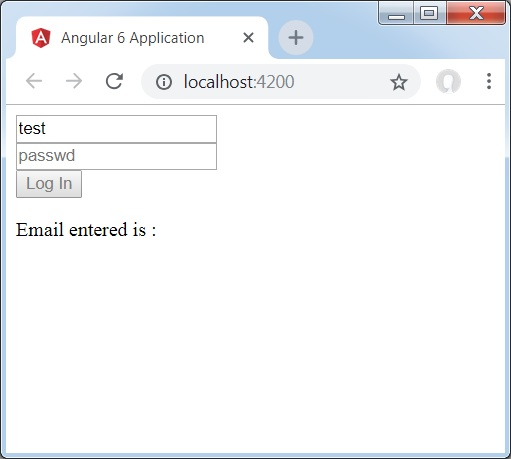 Angular 6 Application
localhost:4200
test
passwd
Log In
Email entered is :